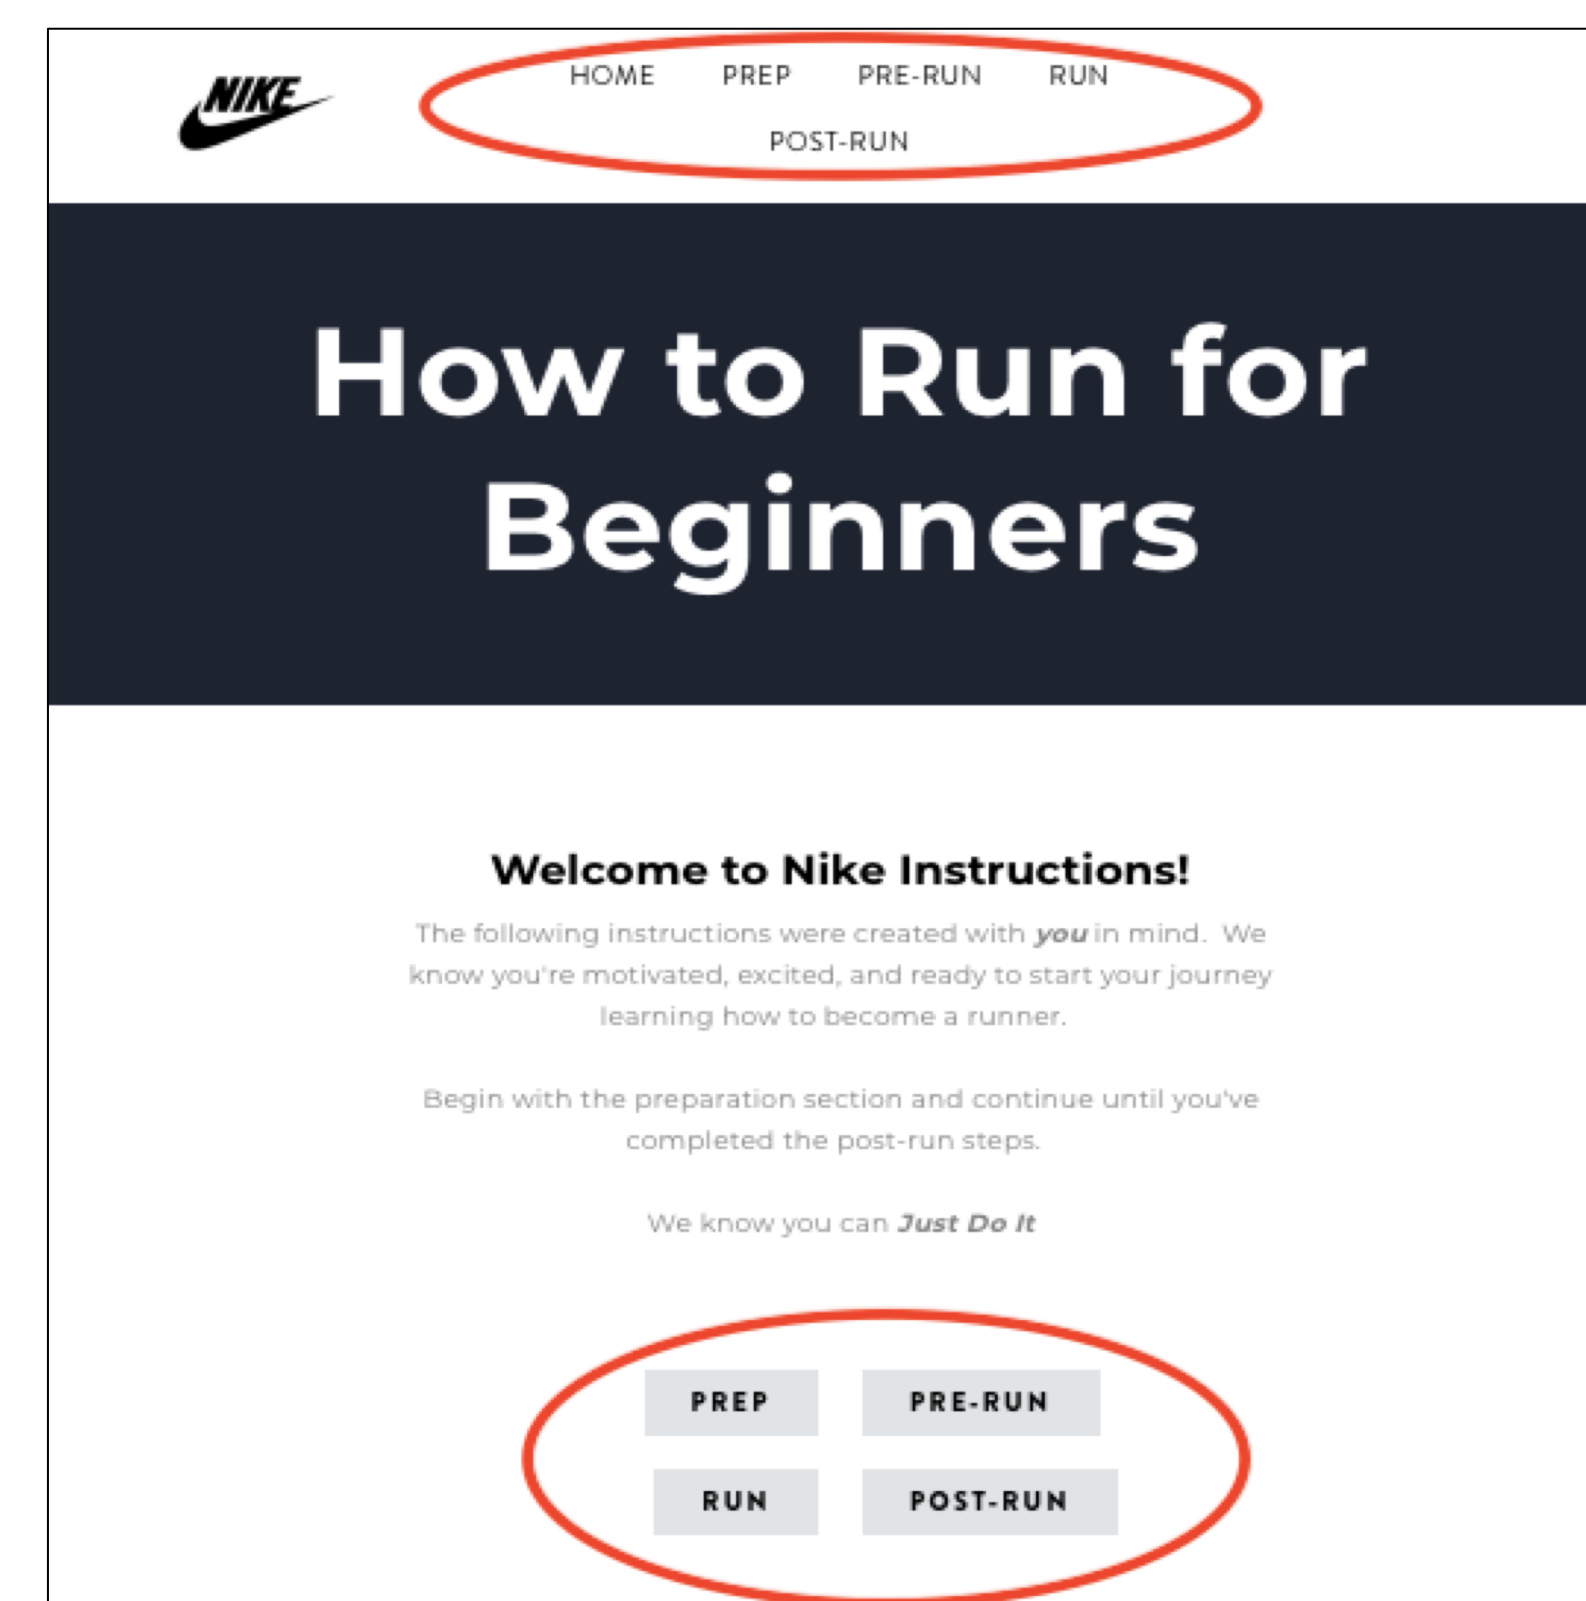 NIKE
HOME PREP PRE-RUN RUN
POST-RUN
How to Run for
Beginners
Welcome to Nike Instructions!
The following instructions were created with you in mind. We
know you're motivated, excited, and ready to start your journey
learning how to become a runner.
Begin with the preparation section and continue until you've
completed the post-run steps.
We know you can Just Do It
PREP PRE-RUN
RUN POST-RUN